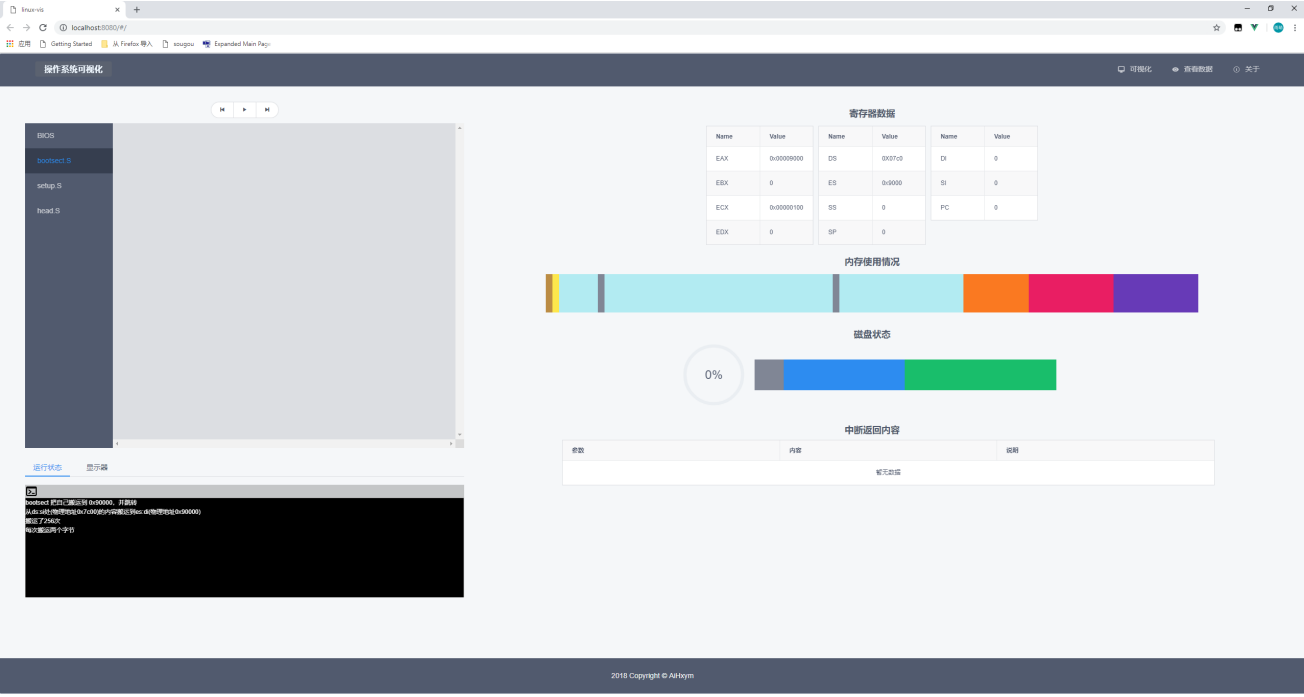 linux-vis
localhost:8080/#/
应用 Getting Started 从 Firefox 导入 sougou Expanded Main Page
操作系统可视化 可视化 查看数据 关于
BIOS
bootsect.S
setup.S
head.S
运行状态 显示器
bootsect 把自己搬运到 0x90000，并跳转
从ds:si处(物理地址0x7c00)的内容搬运到es:di(物理地址0x90000)
搬运了256次
每次搬运两个字节
寄存器数据
Name Value Name Value Name Value
EAX 0x00009000 DS 0X07c0 DI 0
EBX 0 ES 0x9000 SI 0
ECX 0x00000100 SS 0 PC 0
EDX 0 SP 0
内存使用情况
磁盘状态
0%
中断返回内容
参数 内容 说明
暂无数据
2018 Copyright © AiHxym